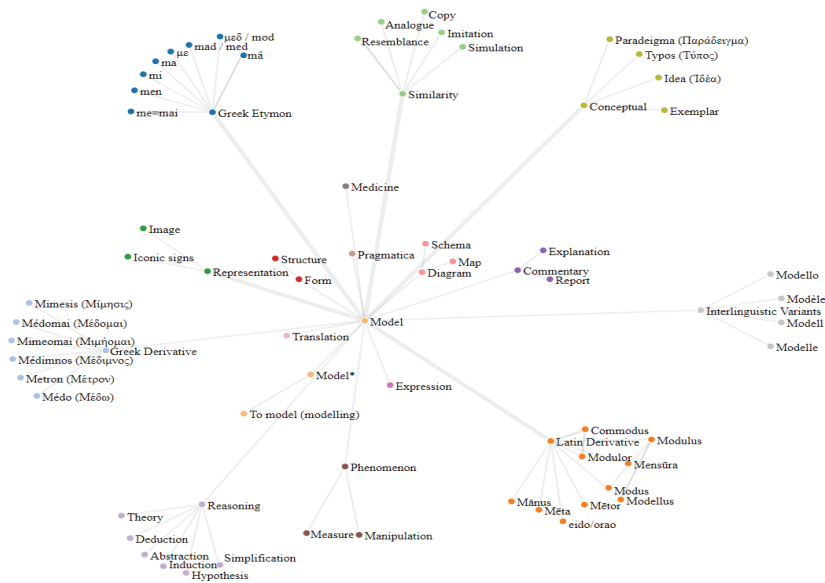 Copy
Analogue
Imitation
Resemblance
Simulation
Similarity
μεδ / mod
mad / med
με
mâ
ma
mi
men
me=mai
Greek Etymon
Paradeigma (Παράδειγμα)
Typos (Τύπος)
Idea (Ἰδέα)
Exemplar
Conceptual
Medicine
Image
Iconic signs
Representation
Structure
Form
Pragmatica
Schema
Map
Diagram
Explanation
Commentary
Report
Modello
Modèle
Interlinguistic Variants
Modell
Modelle
Model
Mimesis (Μίμησις)
Médomai (Μέδομαι)
Mimeomai (Μιμήομαι)
Greek Derivative
Médimnos (Μέδιμνος)
Metron (Μέτρον)
Médo (Μέδω)
Translation
Model*
Expression
To model (modelling)
Commodus
Latin Derivative
Modulus
Modulor
Mensūra
Modus
Modellus
Mánus
Mēta
Mētor
eido/orao
Phenomenon
Measure
Manipulation
Reasoning
Theory
Deduction
Abstraction
Induction
Simplification
Hypothesis